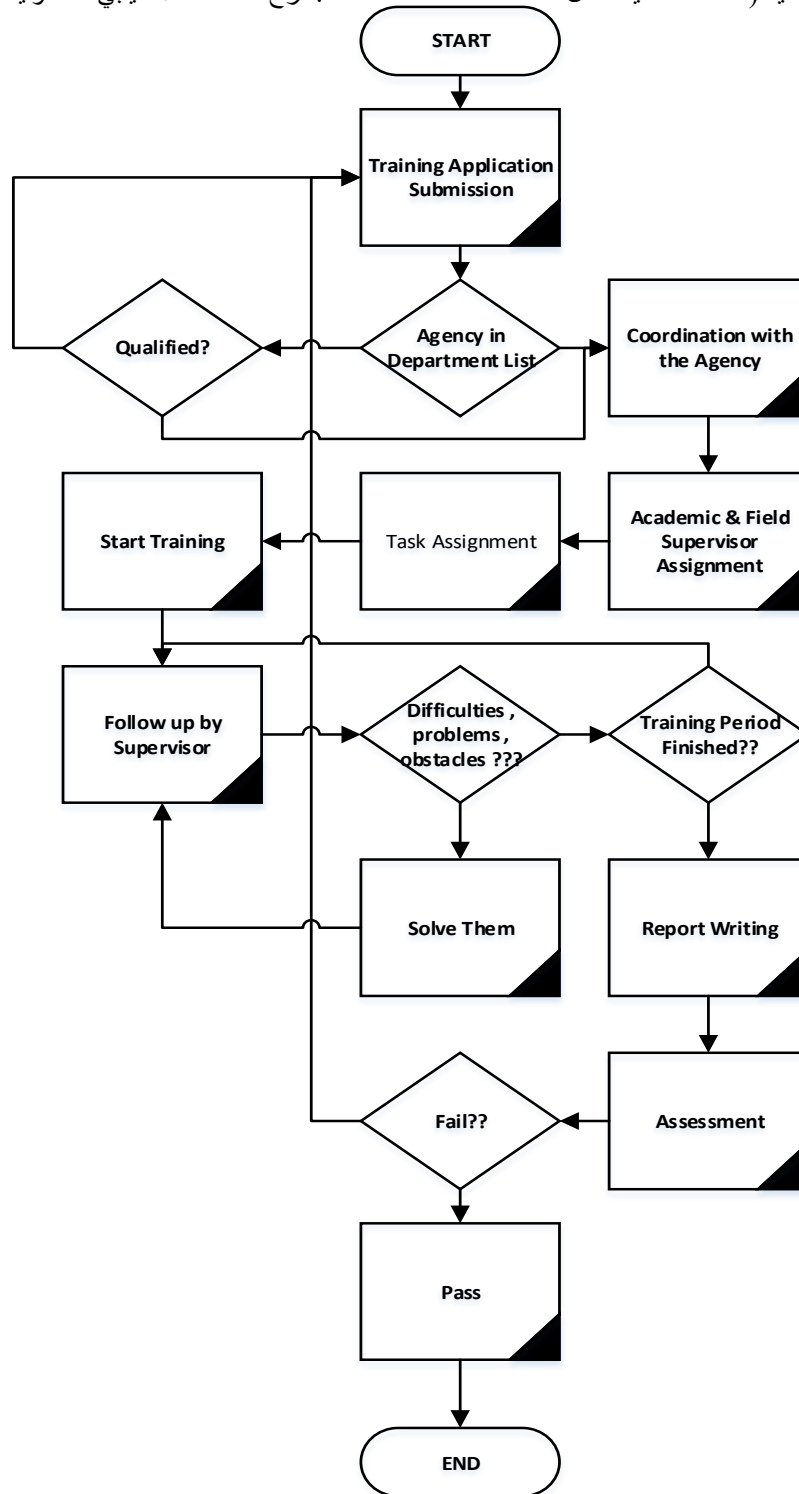 START
Training Application
Submission
Agency in
Department List
Qualified?
Coordination with
the Agency
Academic & Field
Supervisor
Assignment
Task Assignment
Start Training
Follow up by
Supervisor
Difficulties ,
problems ,
obstacles ???
Training Period
Finished??
Solve Them
Report Writing
Assessment
Fail??
Pass
END